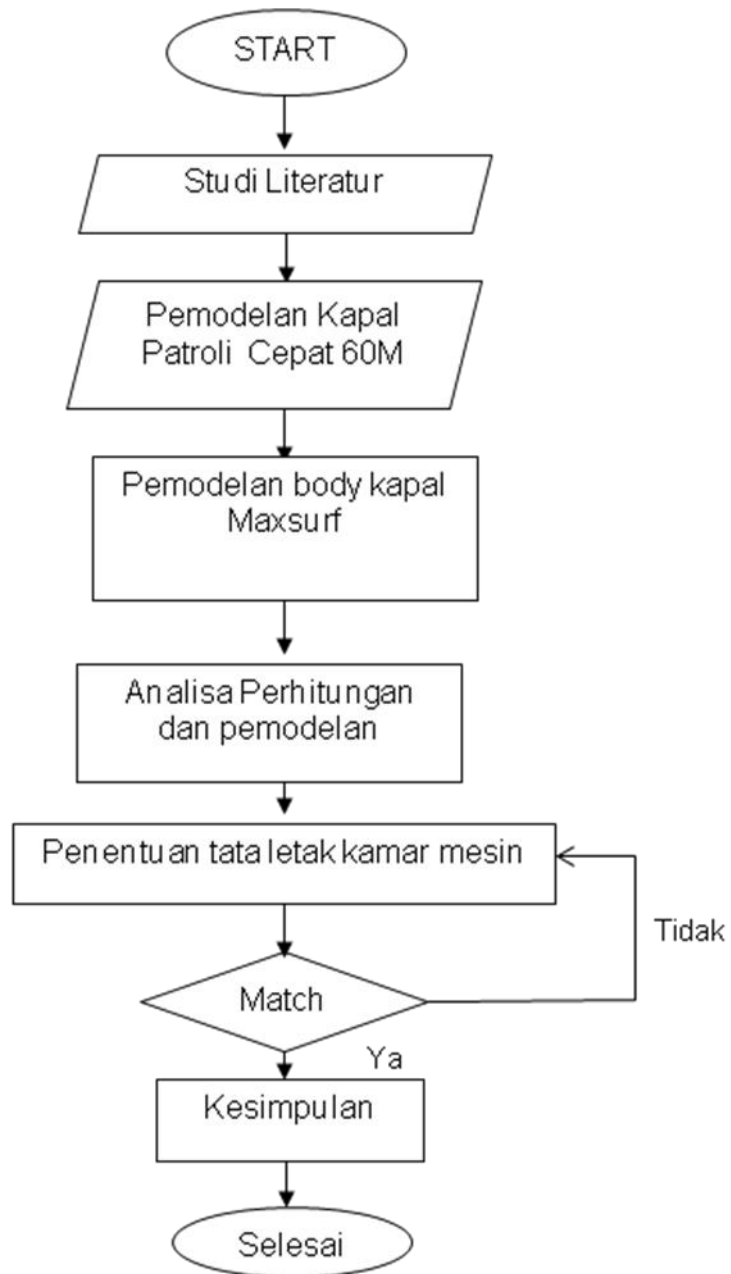 START
Studi Literatur
Pemodelan Kapal
Patroli Cepat 60M
Pemodelan body kapal
Maxsurf
Analisa Perhitungan
dan pemodelan
Penentuan tata letak kamar mesin
Tidak
Match
Ya
Kesimpulan
Selesai